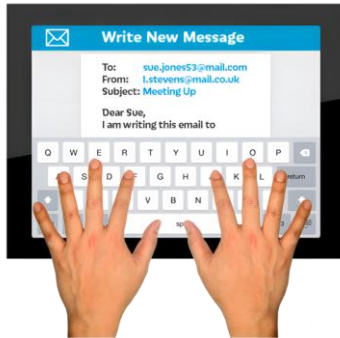 Write New Message
To: sue.jones53@mail.com
From: l.stevens@mail.co.uk
Subject: Meeting Up
Dear Sue,
I am writing this email to
Q W E R T Y U I O P
S D F G H K L return
V B N
sp